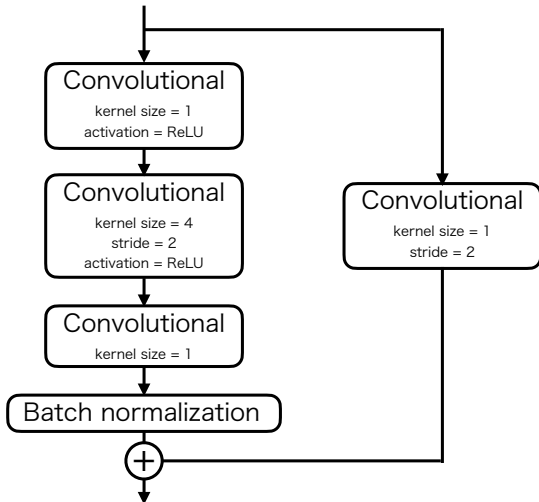 Convolutional
kernel size = 1
activation = ReLU
Convolutional
kernel size = 4
stride = 2
activation = ReLU
Convolutional
kernel size = 1
Batch normalization
+
Convolutional
kernel size = 1
stride = 2